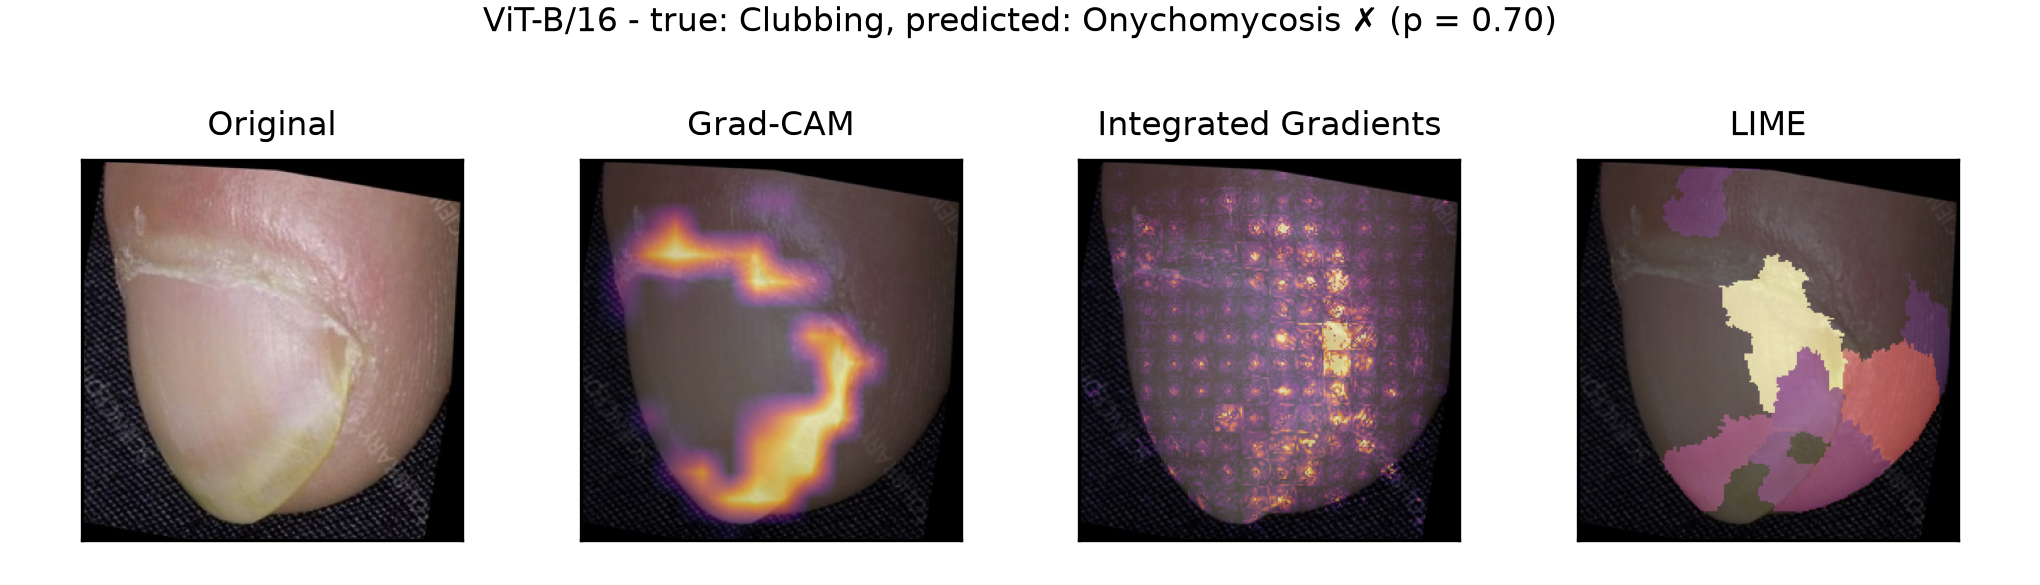 ViT-B/16 - true: Clubbing, predicted: Onychomycosis ✗ (p = 0.70)
Original
Grad-CAM
Integrated Gradients
LIME